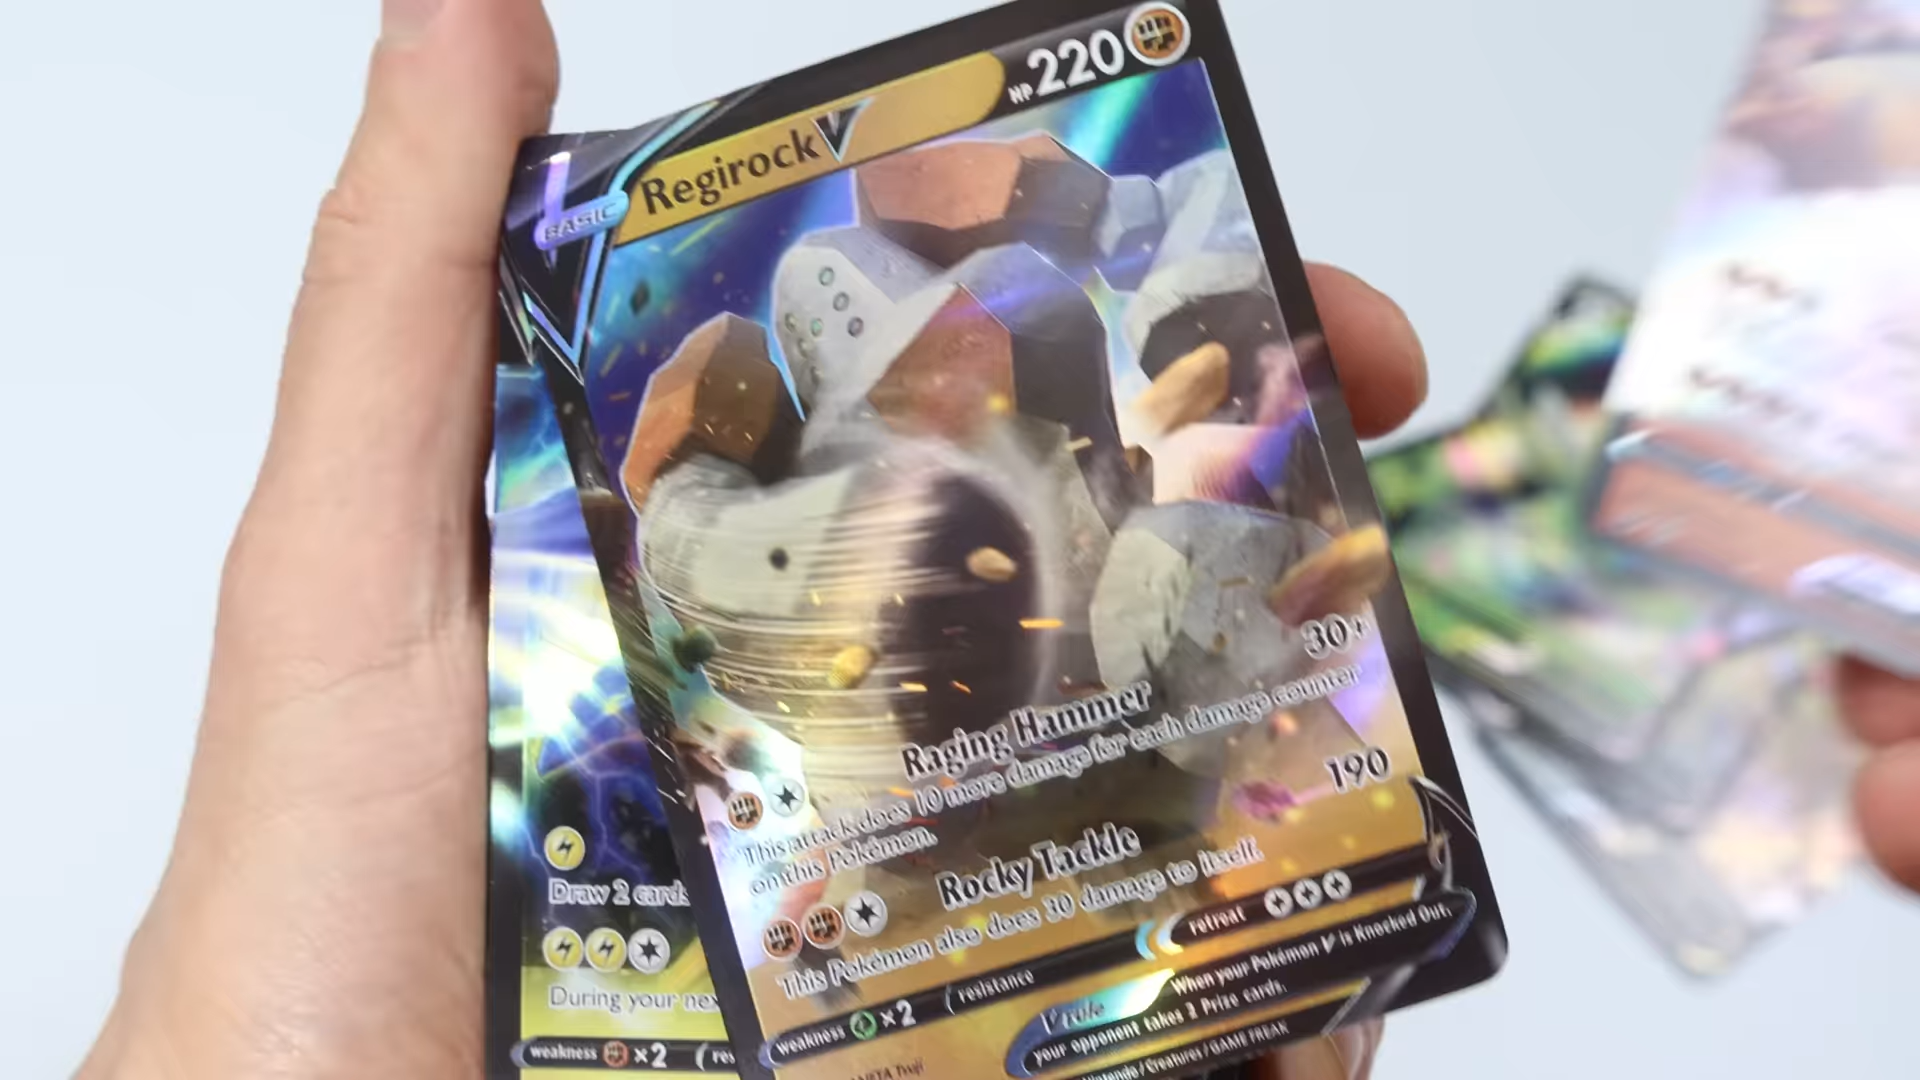 BASIC
Regirock V
HP 220
Raging Hammer 30+
This attack does 10 more damage for each damage counter
on this Pokémon.
Rocky Tackle 190
This Pokémon also does 30 damage to itself.
weakness ×2 resistance retreat
V rule When your Pokémon V is Knocked Out,
your opponent takes 2 Prize cards.
PLANETA Tsuji
Nintendo / Creatures / GAME FREAK
Draw 2 cards
During your nex
weakness ×2 (res